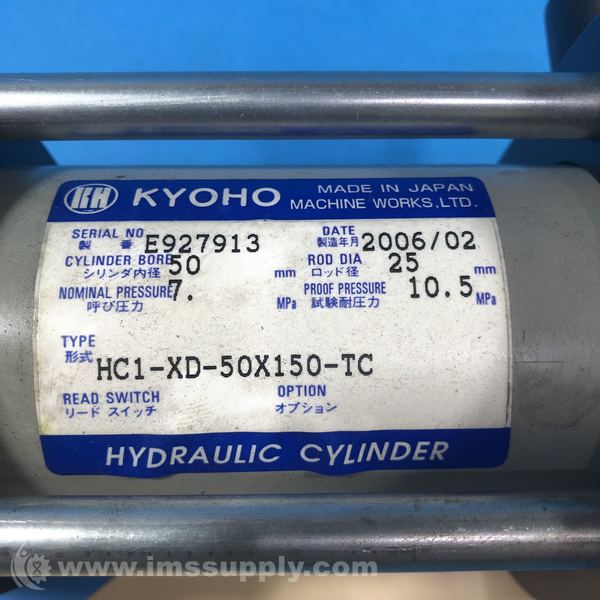 KYOHO MADE IN JAPAN
MACHINE WORKS,LTD.
SERIAL NO E927913 DATE 2006/02
製番 製造年月
CYLINDER BORE 50 mm ROD DIA 25 mm
シリンダ内径 ロッド径
NOMINAL PRESSURE 7. MPa PROOF PRESSURE 10.5 MPa
呼び圧力 試験耐圧力
TYPE
形式 HC1-XD-50X150-TC
READ SWITCH OPTION
リード スイッチ オプション
HYDRAULIC CYLINDER
www.imssupply.com